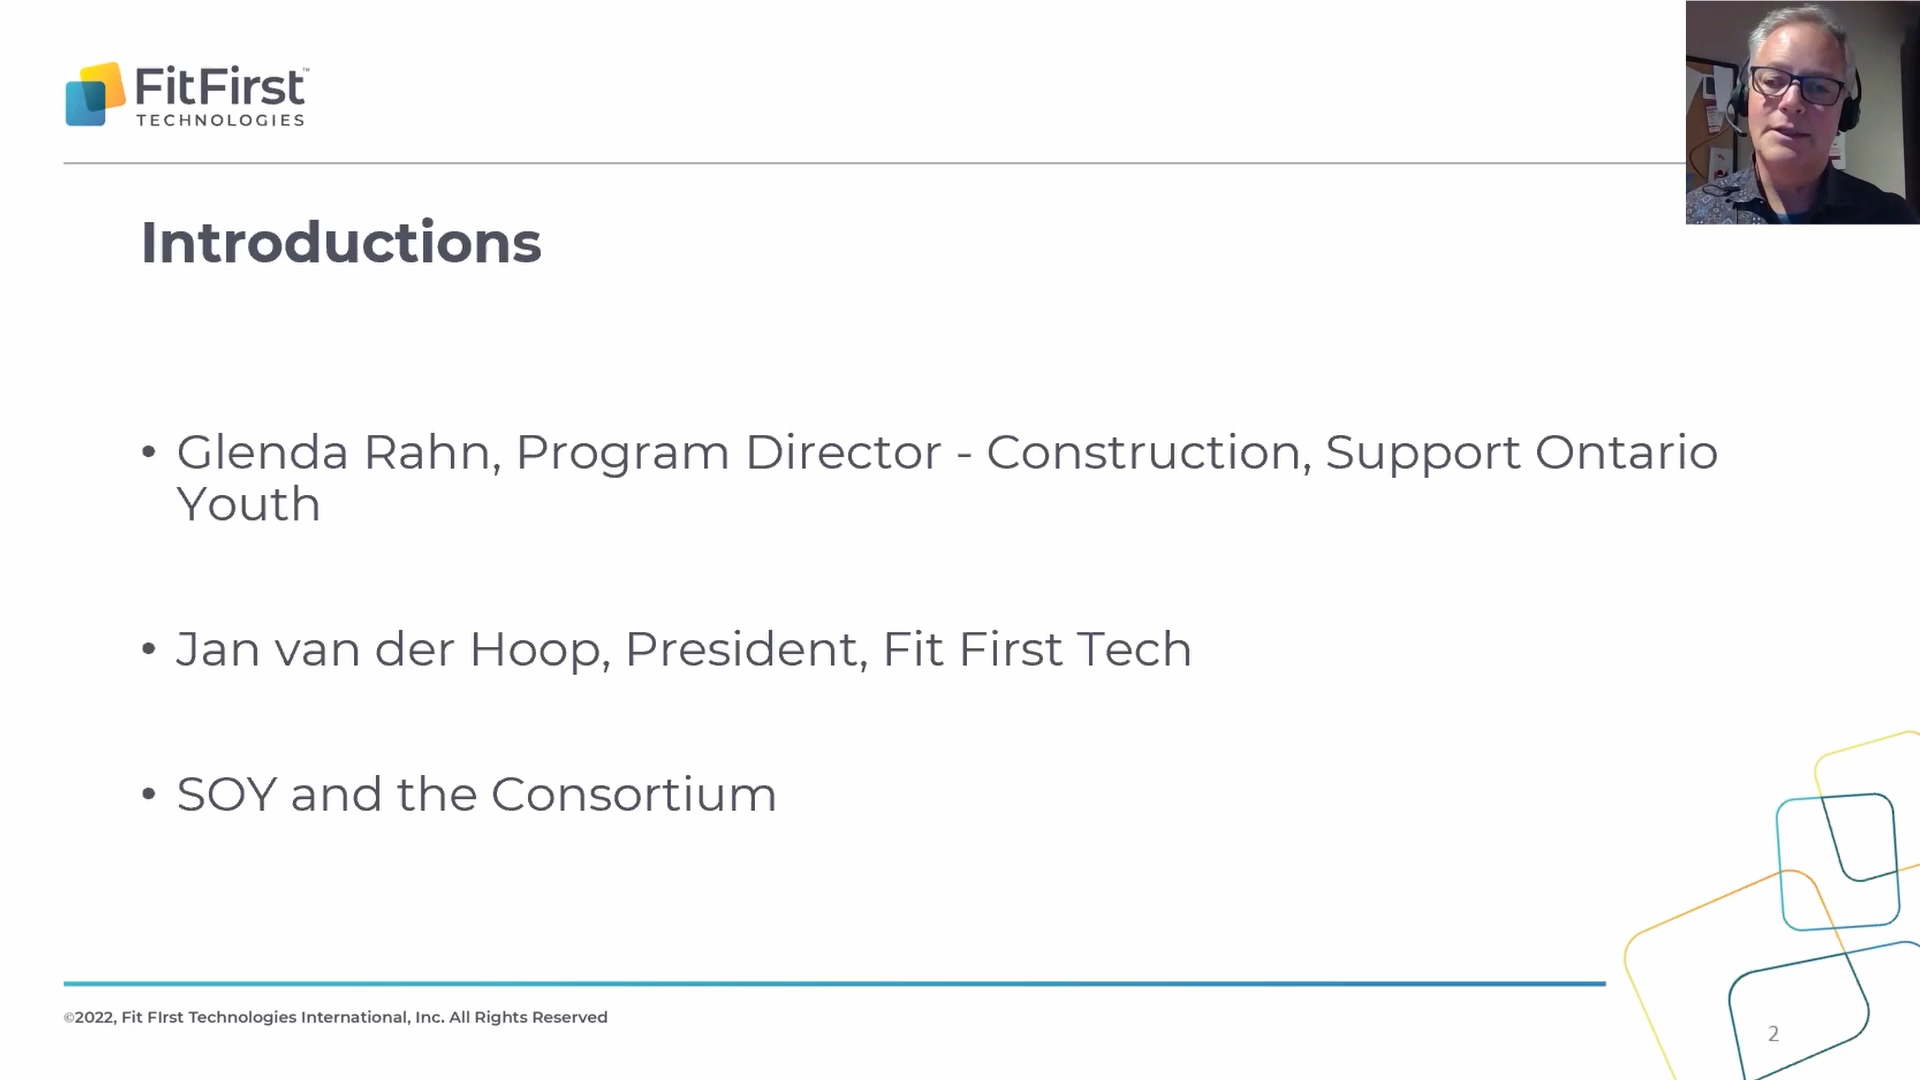 FitFirst™
TECHNOLOGIES
Introductions
• Glenda Rahn, Program Director - Construction, Support Ontario
Youth
• Jan van der Hoop, President, Fit First Tech
• SOY and the Consortium
©2022, Fit FIrst Technologies International, Inc. All Rights Reserved
2